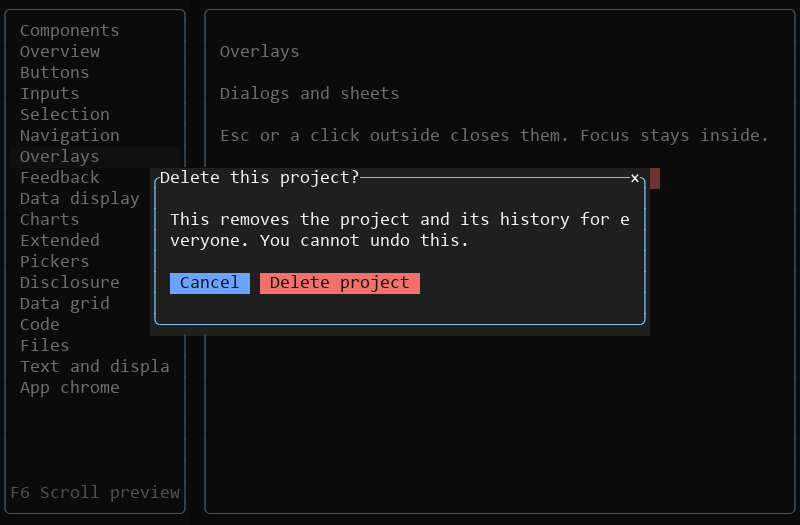 Components
Overview
Buttons
Inputs
Selection
Navigation
Overlays
Feedback
Data display
Charts
Extended
Pickers
Disclosure
Data grid
Code
Files
Text and displa
App chrome
F6 Scroll preview
Overlays
Dialogs and sheets
Esc or a click outside closes them. Focus stays inside.
Delete this project? ×
This removes the project and its history for e
veryone. You cannot undo this.
Cancel Delete project